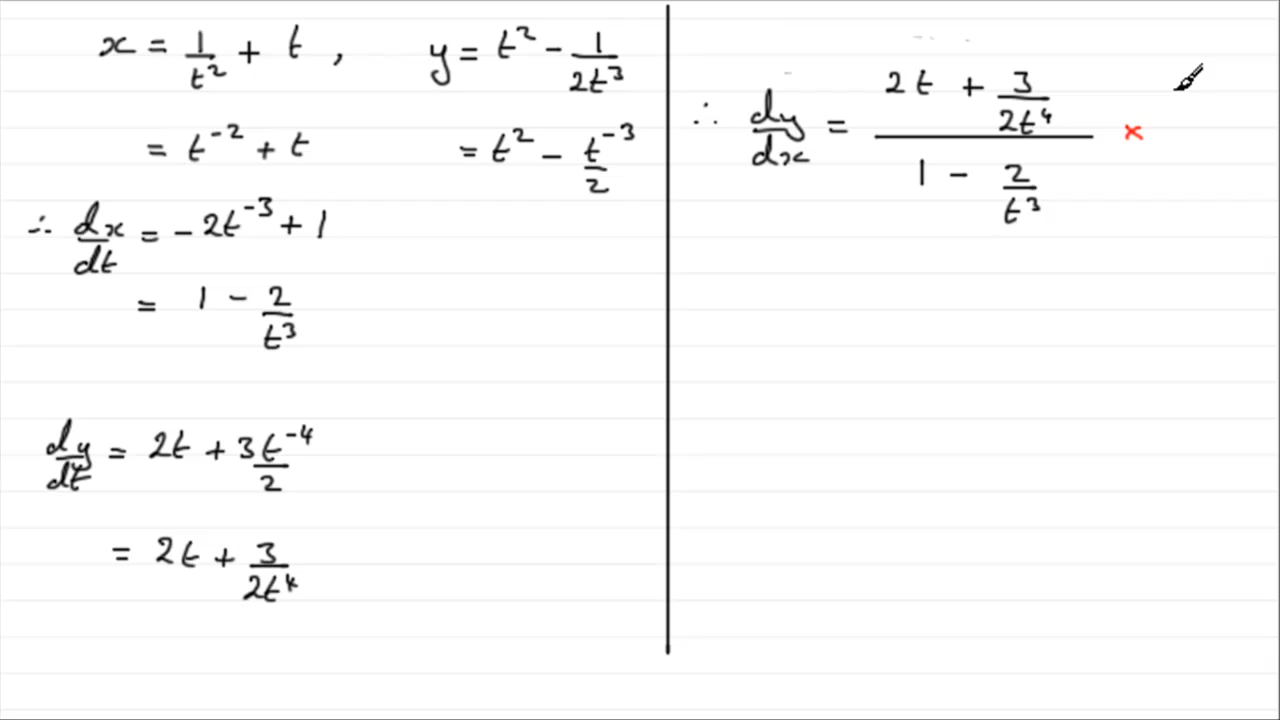 x = 1/t² + t , y = t² - 1/2t³
= t⁻² + t = t² - t⁻³/2
∴ dx/dt = - 2t⁻³ + 1
= 1 - 2/t³
dy/dt = 2t + 3t⁻⁴/2
= 2t + 3/2t⁴
∴ dy/dx = (2t + 3/2t⁴)/(1 - 2/t³) ×